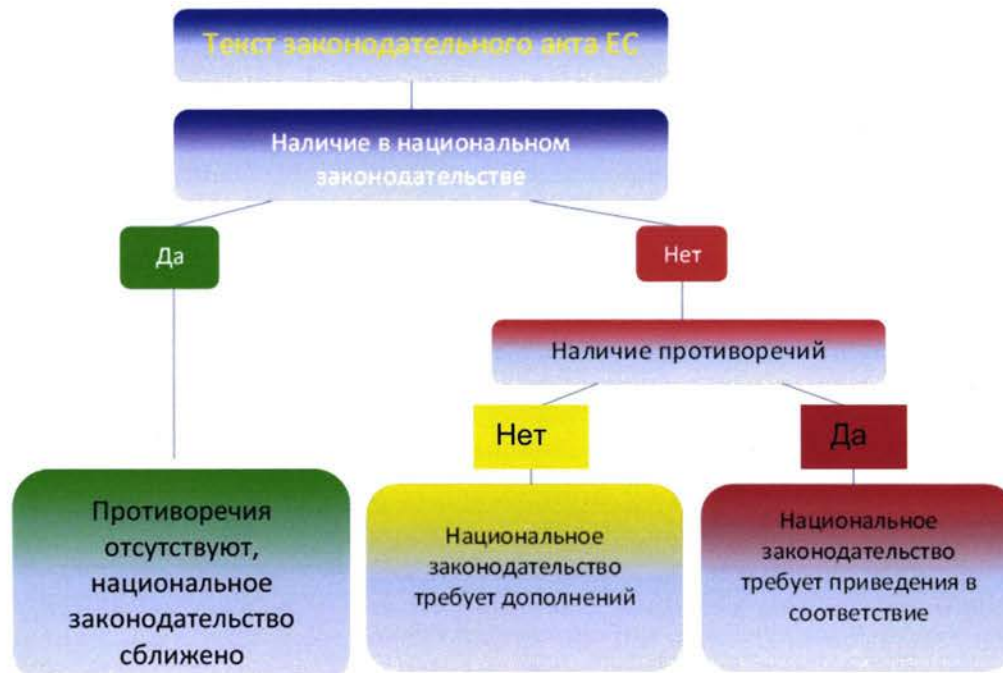 Текст законодательного акта ЕС
Наличие в национальном
законодательстве
Да
Нет
Наличие противоречий
Нет
Да
Противоречия
отсутствуют,
национальное
законодательство
сближено
Национальное
законодательство
требует дополнений
Национальное
законодательство
требует приведения в
соответствие